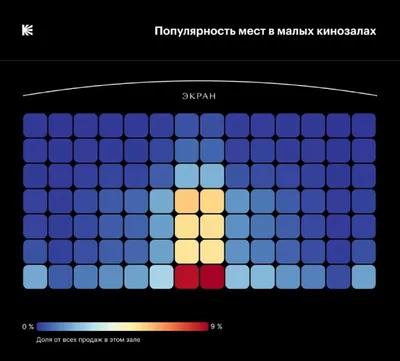 Популярность мест в малых кинозалах
ЭКРАН
0 %
9 %
Доля от всех продаж в этом зале